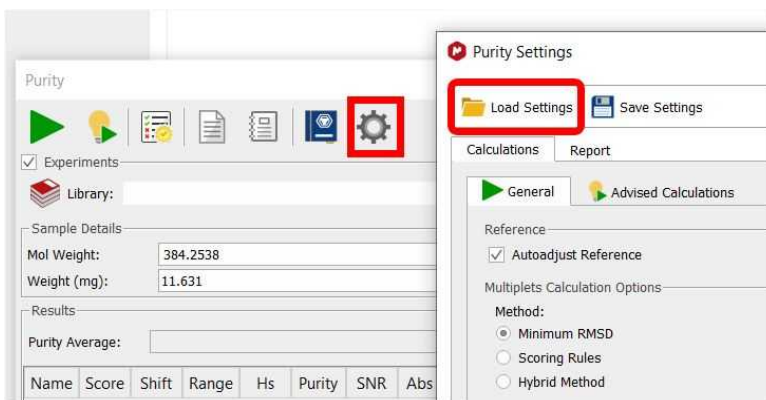 Purity
Experiments
Library:
Sample Details
Mol Weight: 384.2538
Weight (mg): 11.631
Results
Purity Average:
Name Score Shift Range Hs Purity SNR Abs
Purity Settings
Load Settings Save Settings
Calculations Report
General Advised Calculations
Reference
Autoadjust Reference
Multiplets Calculation Options
Method:
Minimum RMSD
Scoring Rules
Hybrid Method